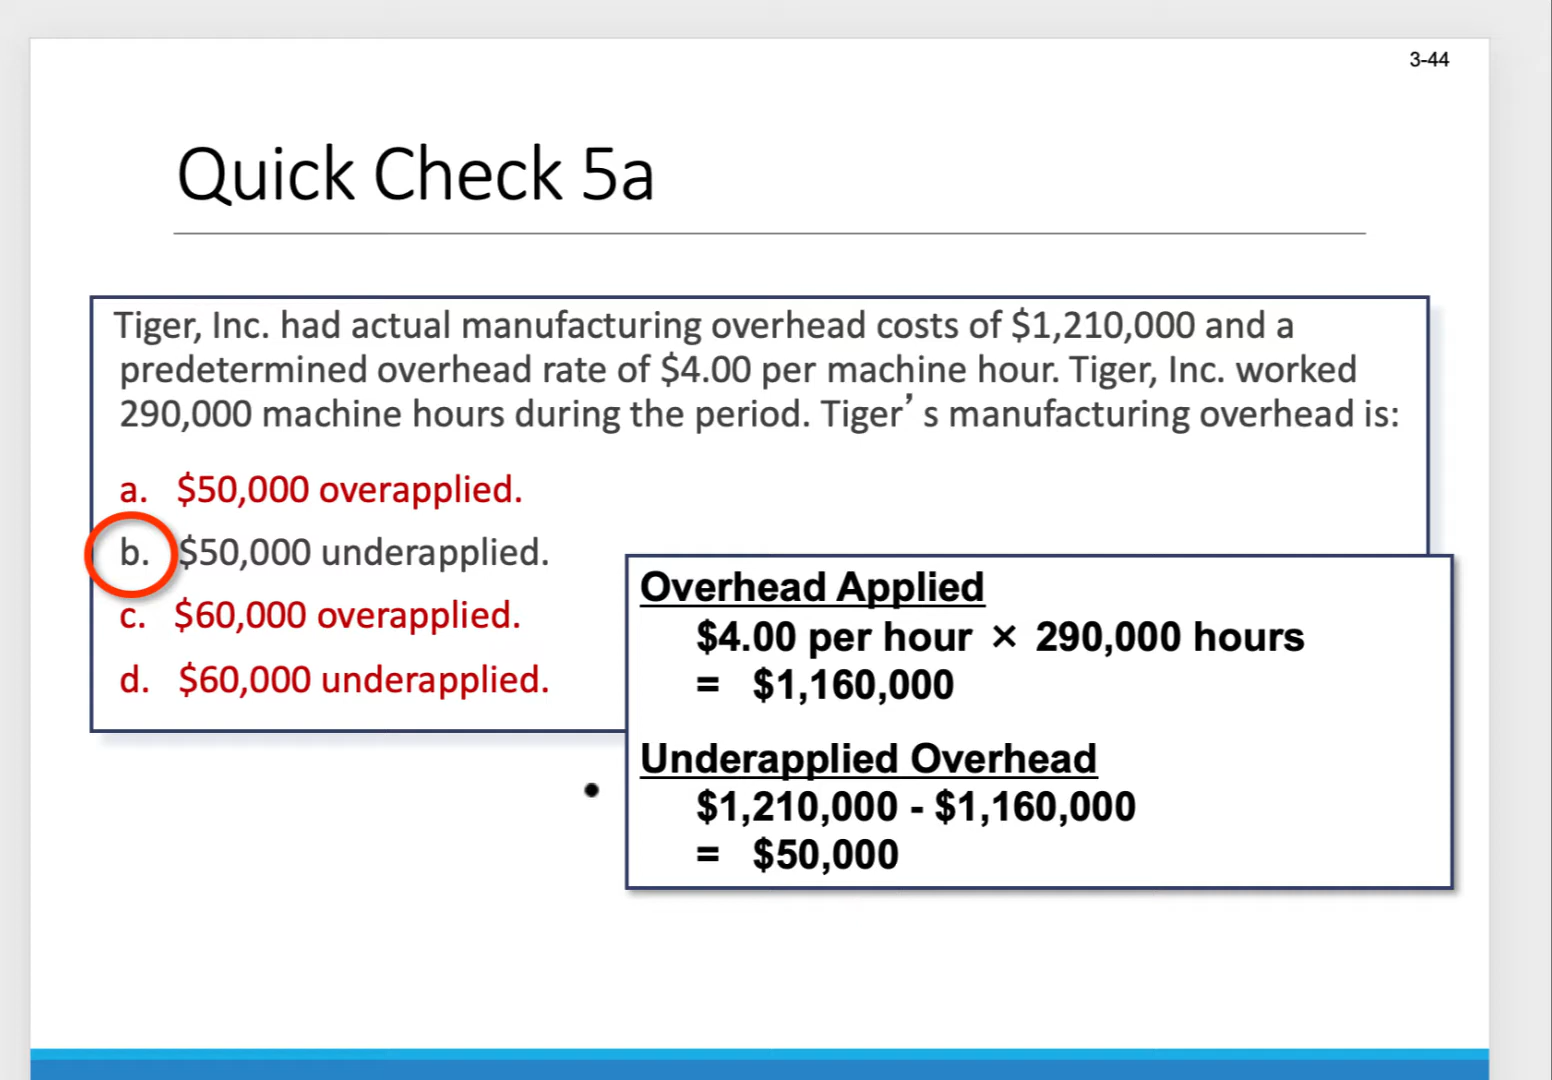 3-44
Quick Check 5a
Tiger, Inc. had actual manufacturing overhead costs of $1,210,000 and a
predetermined overhead rate of $4.00 per machine hour. Tiger, Inc. worked
290,000 machine hours during the period. Tiger’ s manufacturing overhead is:
a. $50,000 overapplied.
b. $50,000 underapplied.
c. $60,000 overapplied.
d. $60,000 underapplied.
Overhead Applied
$4.00 per hour × 290,000 hours
= $1,160,000
Underapplied Overhead
$1,210,000 - $1,160,000
= $50,000